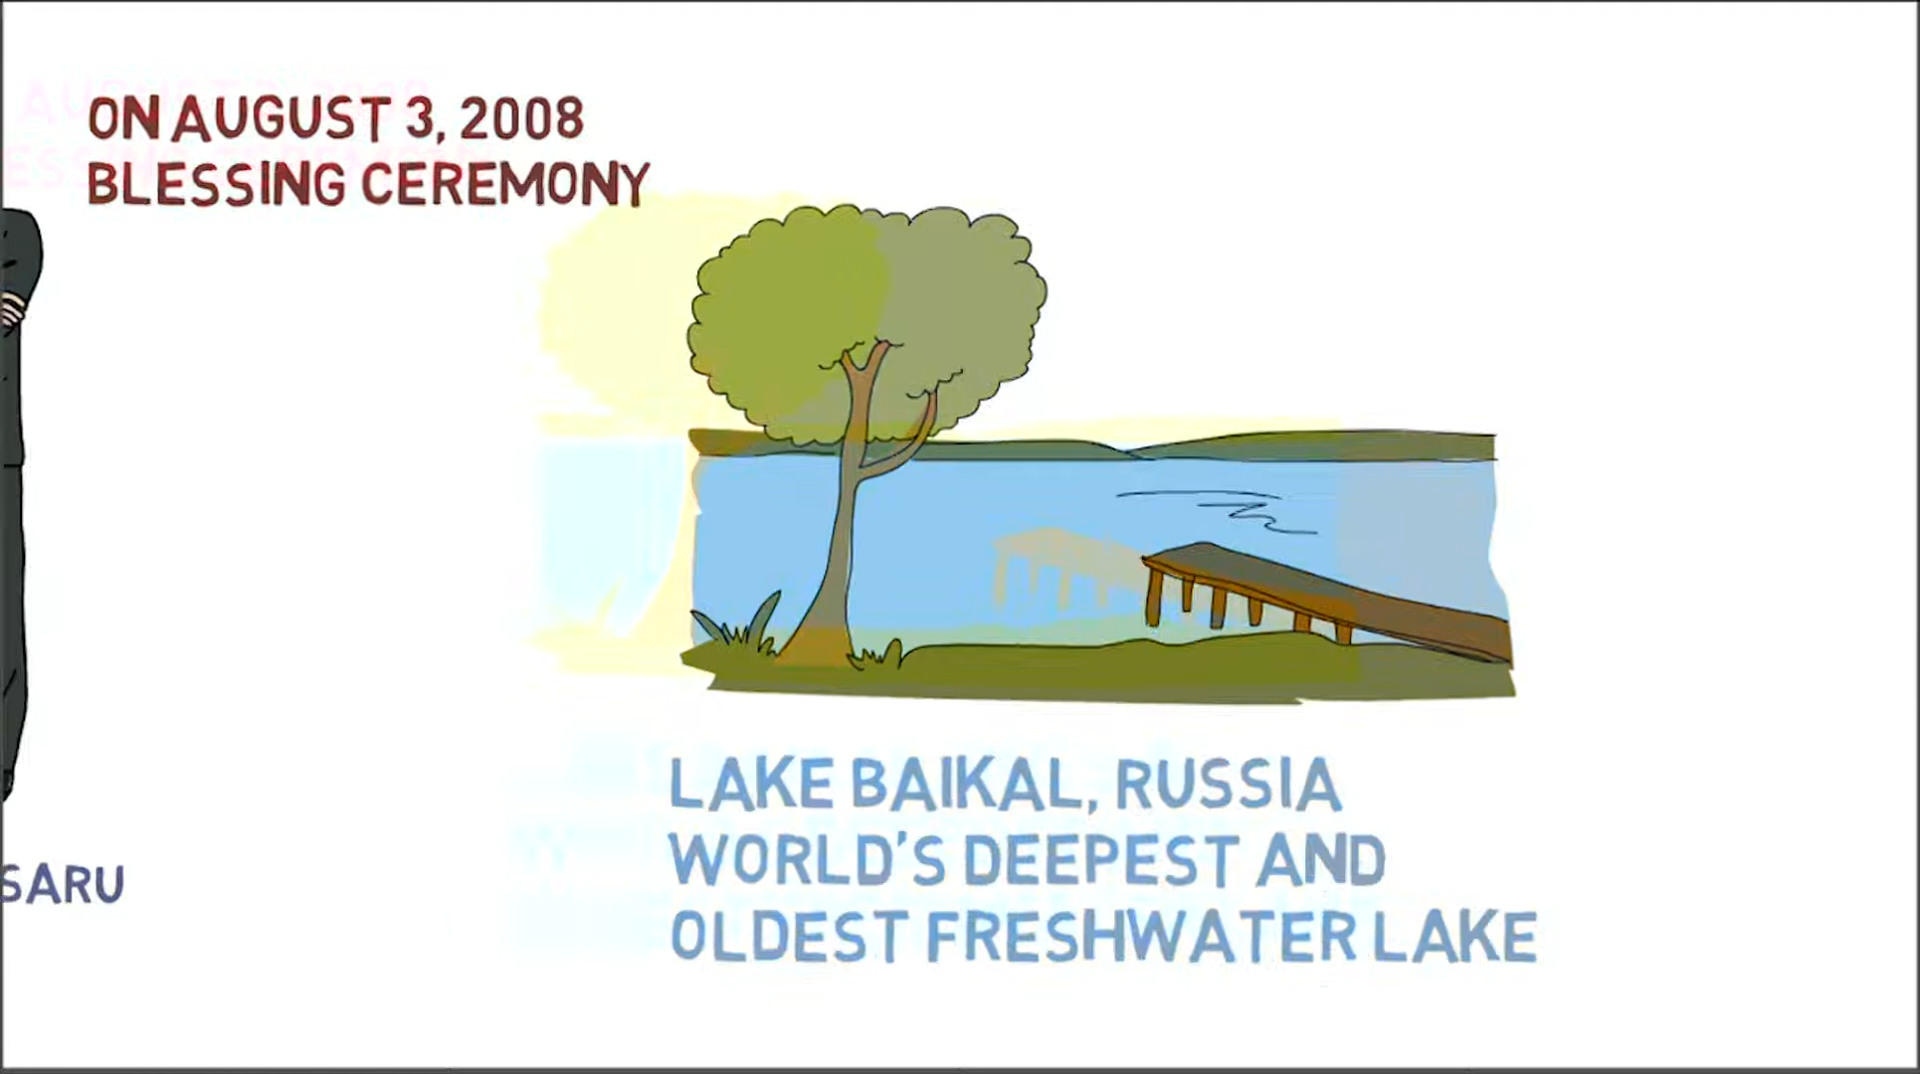 ON AUGUST 3, 2008
BLESSING CEREMONY
SARU
LAKE BAIKAL, RUSSIA
WORLD'S DEEPEST AND
OLDEST FRESHWATER LAKE